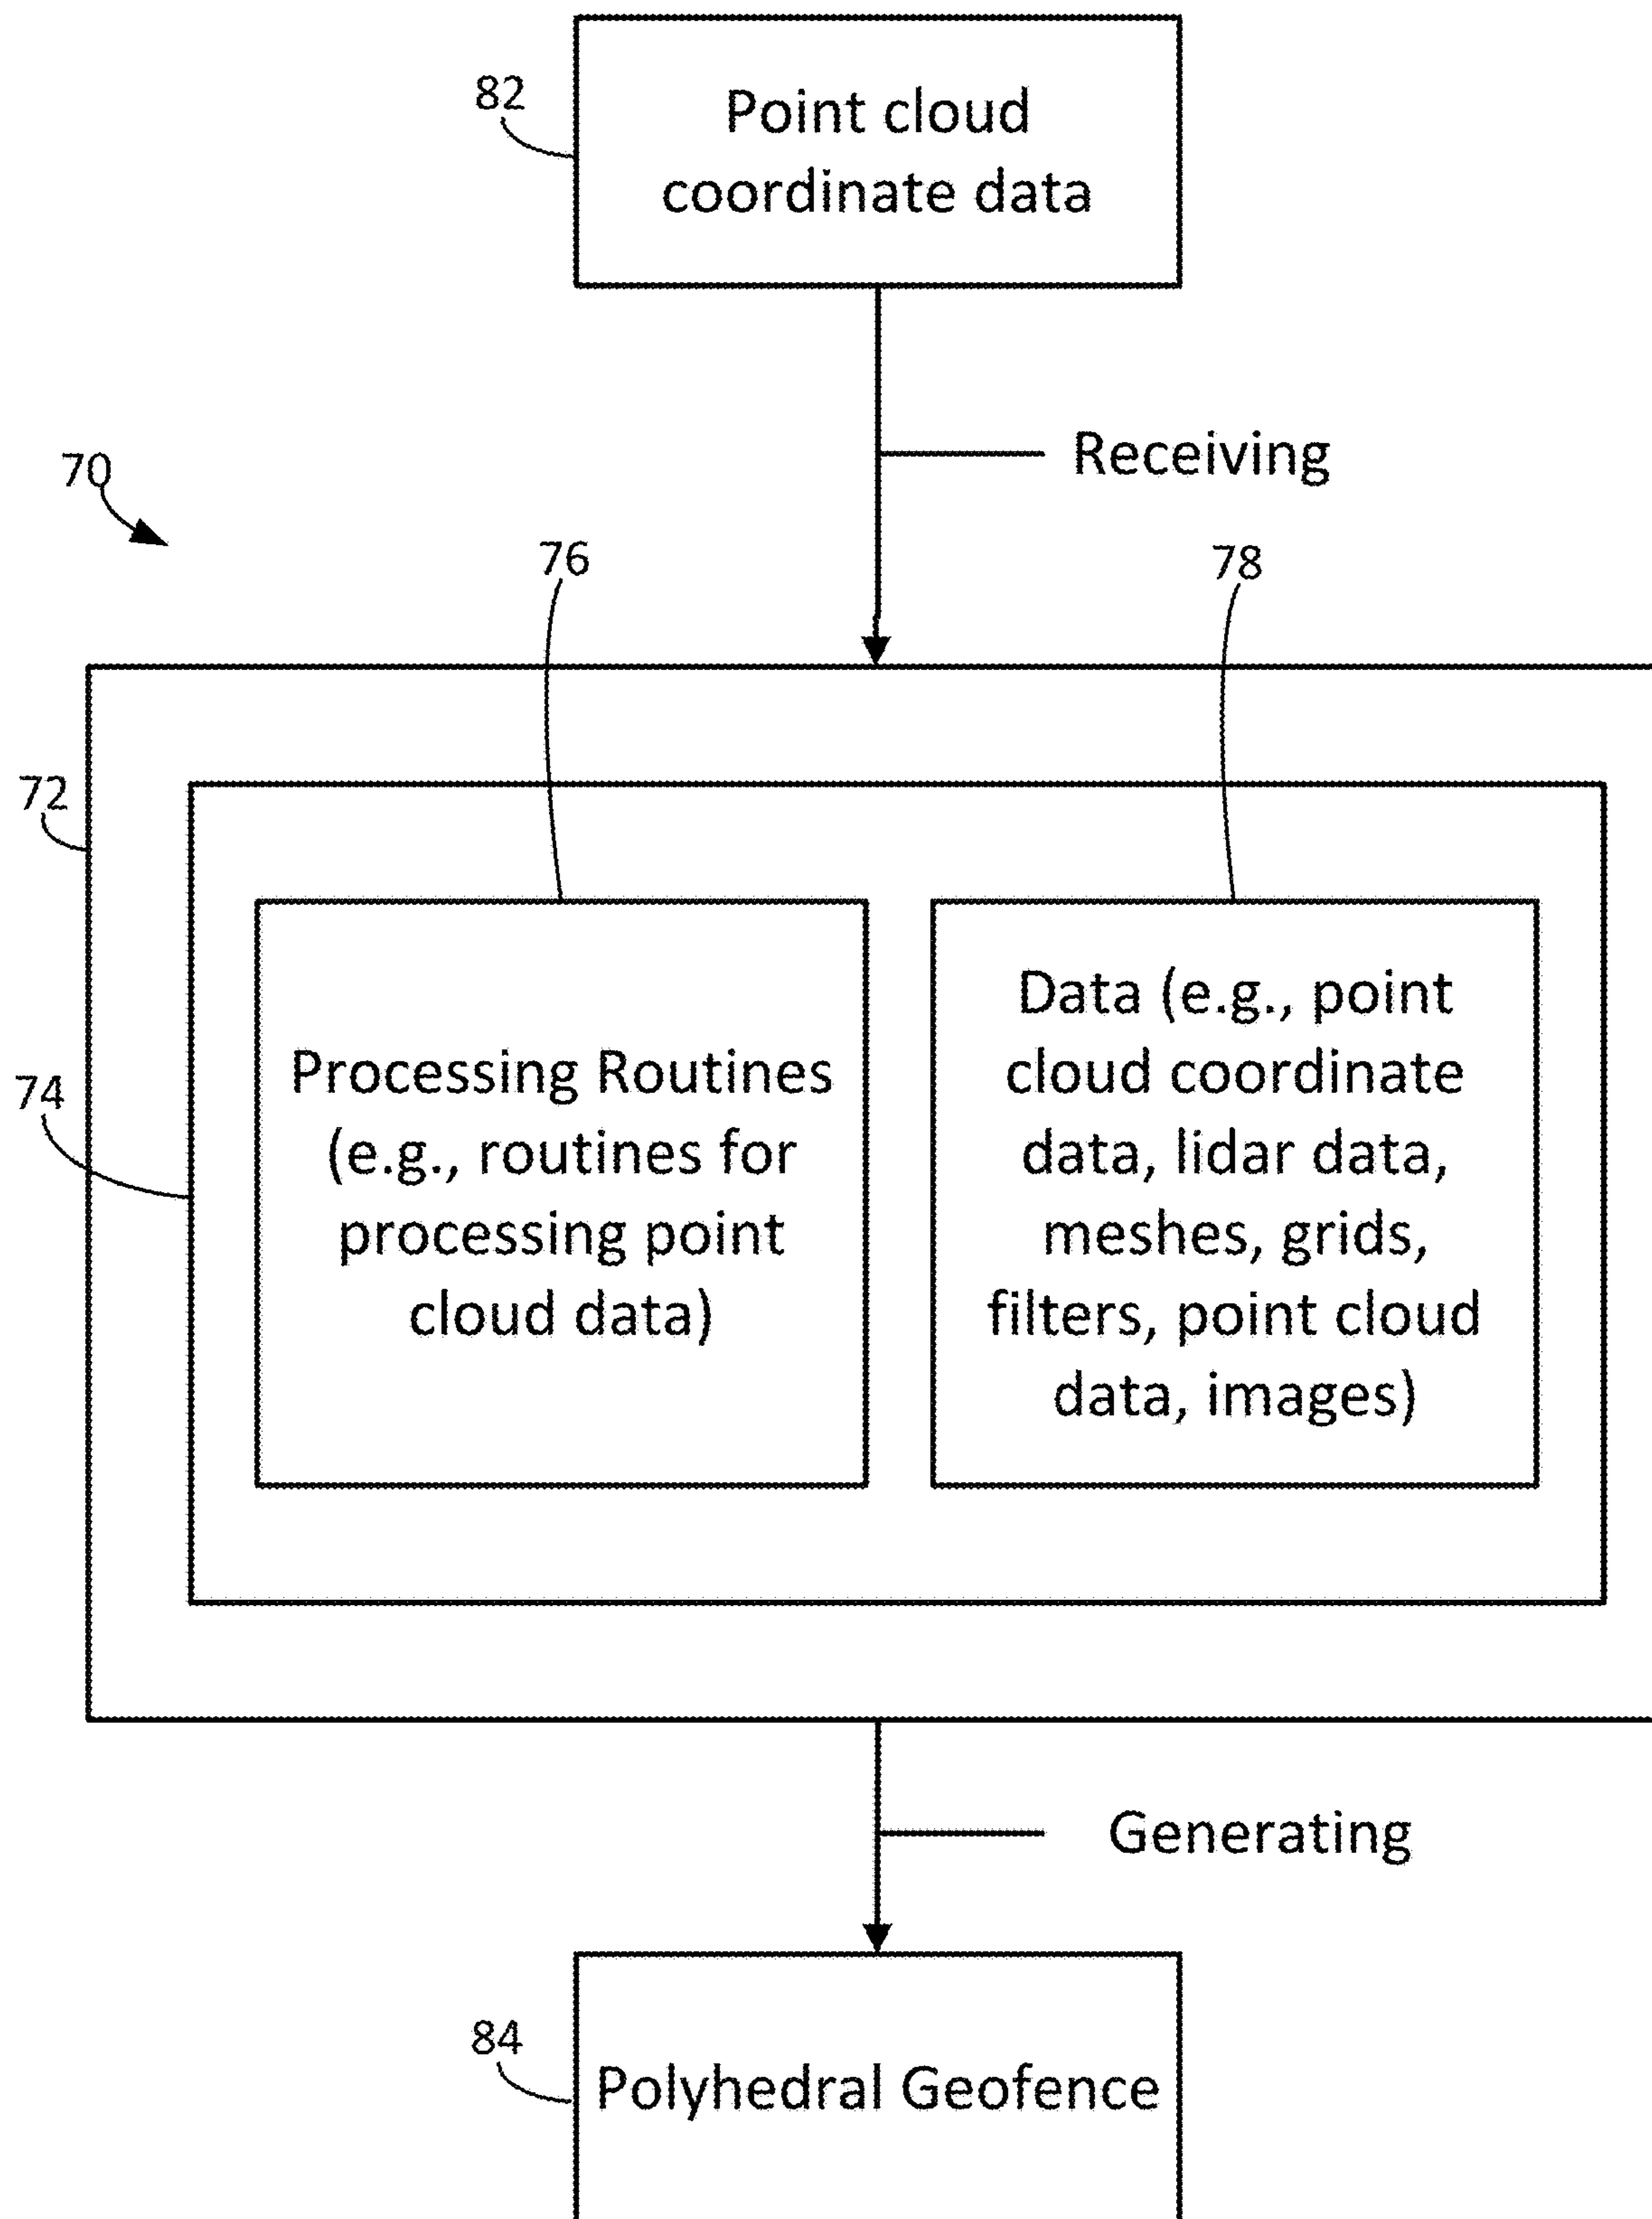 82
Point cloud
coordinate data
Receiving
70
76
78
72
74
Processing Routines
(e.g., routines for
processing point
cloud data)
Data (e.g., point
cloud coordinate
data, lidar data,
meshes, grids,
filters, point cloud
data, images)
Generating
84
Polyhedral Geofence